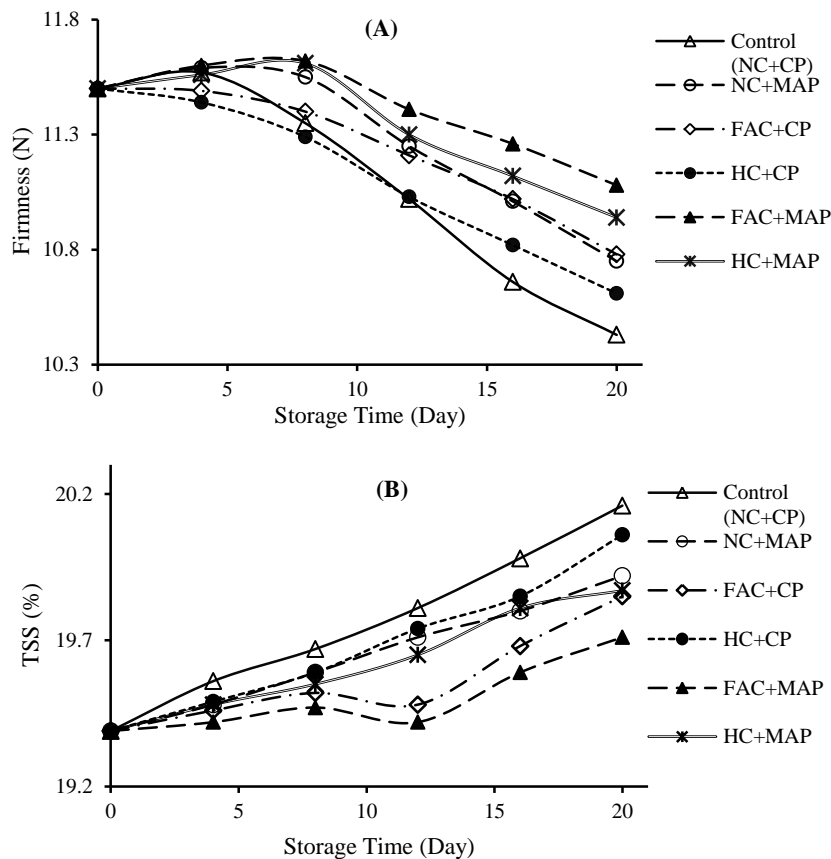 (A)
11.8
11.3
10.8
10.3
Firmness (N)
0
5
10
15
20
Storage Time (Day)
Control
(NC+CP)
NC+MAP
FAC+CP
HC+CP
FAC+MAP
HC+MAP
(B)
20.2
19.7
19.2
TSS (%)
0
5
10
15
20
Storage Time (Day)
Control
(NC+CP)
NC+MAP
FAC+CP
HC+CP
FAC+MAP
HC+MAP